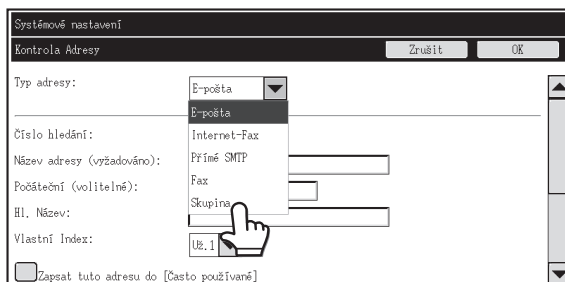 Systémové nastavení
Kontrola Adresy Zrušit OK
Typ adresy: E-pošta
E-pošta
Číslo hledání: Internet-Fax
Název adresy (vyžadováno): Přímé SMTP
Počáteční (volitelné): Fax
Hl. Název: Skupina
Vlastní Index: Už.1
Zapsat tuto adresu do [Často používané]